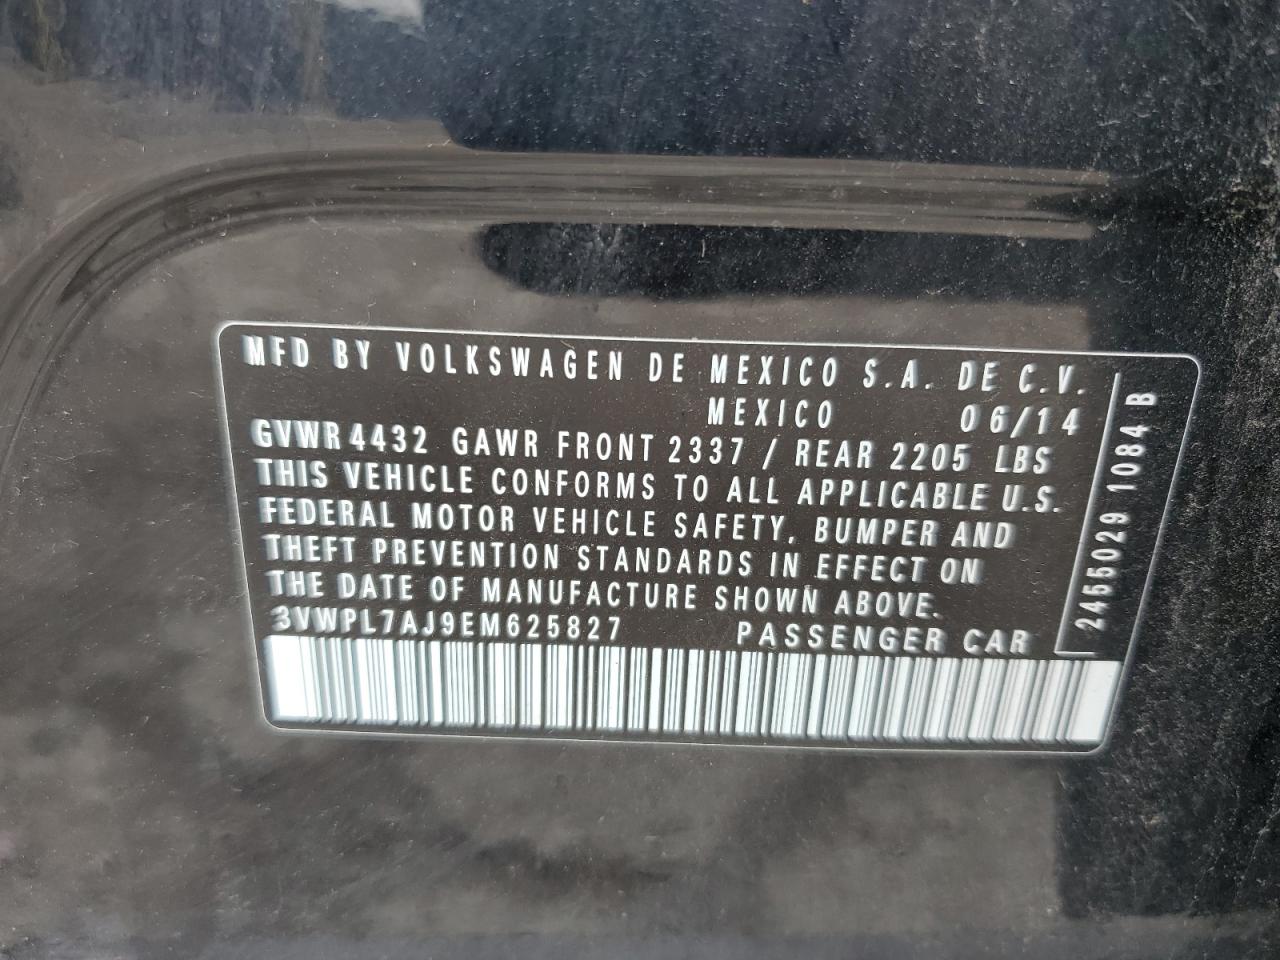 MFD BY VOLKSWAGEN DE MEXICO S.A. DE C.V.
MEXICO 06/14
GVWR 4432 GAWR FRONT 2337 / REAR 2205 LBS
THIS VEHICLE CONFORMS TO ALL APPLICABLE U.S.
FEDERAL MOTOR VEHICLE SAFETY, BUMPER AND
THEFT PREVENTION STANDARDS IN EFFECT ON
THE DATE OF MANUFACTURE SHOWN ABOVE.
3VWPL7AJ9EM625827 PASSENGER CAR
2455029 1084 B